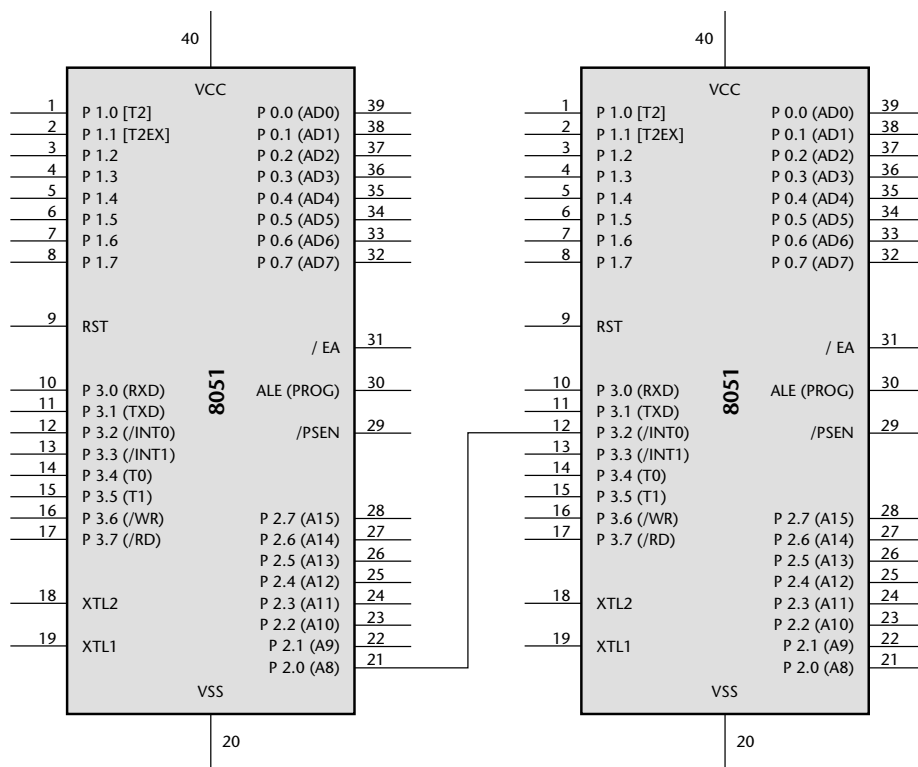 40
VCC
1 P 1.0 [T2] P 0.0 (AD0) 39
2 P 1.1 [T2EX] P 0.1 (AD1) 38
3 P 1.2 P 0.2 (AD2) 37
4 P 1.3 P 0.3 (AD3) 36
5 P 1.4 P 0.4 (AD4) 35
6 P 1.5 P 0.5 (AD5) 34
7 P 1.6 P 0.6 (AD6) 33
8 P 1.7 P 0.7 (AD7) 32
9 RST
/ EA 31
8051
10 P 3.0 (RXD) ALE (PROG) 30
11 P 3.1 (TXD)
12 P 3.2 (/INT0) /PSEN 29
13 P 3.3 (/INT1)
14 P 3.4 (T0)
15 P 3.5 (T1)
16 P 3.6 (/WR) P 2.7 (A15) 28
17 P 3.7 (/RD) P 2.6 (A14) 27
P 2.5 (A13) 26
P 2.4 (A12) 25
18 XTL2 P 2.3 (A11) 24
P 2.2 (A10) 23
19 XTL1 P 2.1 (A9) 22
P 2.0 (A8) 21
VSS
20
40
VCC
1 P 1.0 [T2] P 0.0 (AD0) 39
2 P 1.1 [T2EX] P 0.1 (AD1) 38
3 P 1.2 P 0.2 (AD2) 37
4 P 1.3 P 0.3 (AD3) 36
5 P 1.4 P 0.4 (AD4) 35
6 P 1.5 P 0.5 (AD5) 34
7 P 1.6 P 0.6 (AD6) 33
8 P 1.7 P 0.7 (AD7) 32
9 RST
/ EA 31
8051
10 P 3.0 (RXD) ALE (PROG) 30
11 P 3.1 (TXD)
12 P 3.2 (/INT0) /PSEN 29
13 P 3.3 (/INT1)
14 P 3.4 (T0)
15 P 3.5 (T1)
16 P 3.6 (/WR) P 2.7 (A15) 28
17 P 3.7 (/RD) P 2.6 (A14) 27
P 2.5 (A13) 26
P 2.4 (A12) 25
18 XTL2 P 2.3 (A11) 24
P 2.2 (A10) 23
19 XTL1 P 2.1 (A9) 22
P 2.0 (A8) 21
VSS
20